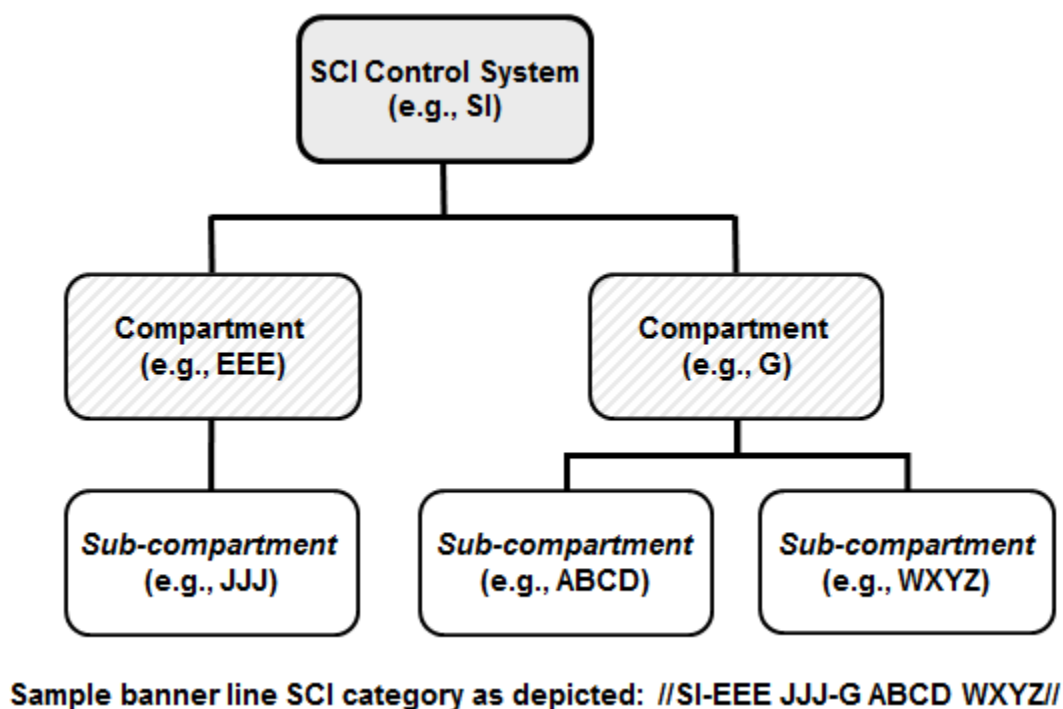 SCI Control System
(e.g., SI)
Compartment
(e.g., EEE)
Compartment
(e.g., G)
Sub-compartment
(e.g., JJJ)
Sub-compartment
(e.g., ABCD)
Sub-compartment
(e.g., WXYZ)
Sample banner line SCI category as depicted: //SI-EEE JJJ-G ABCD WXYZ//